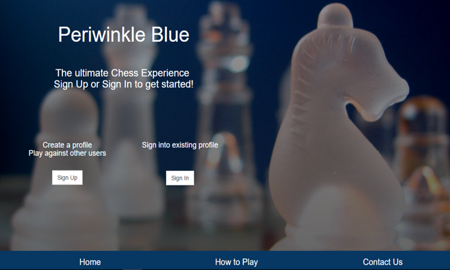 Periwinkle Blue
The ultimate Chess Experience
Sign Up or Sign In to get started!
Create a profile
Play against other users
Sign into existing profile
Sign Up
Sign In
Home
How to Play
Contact Us